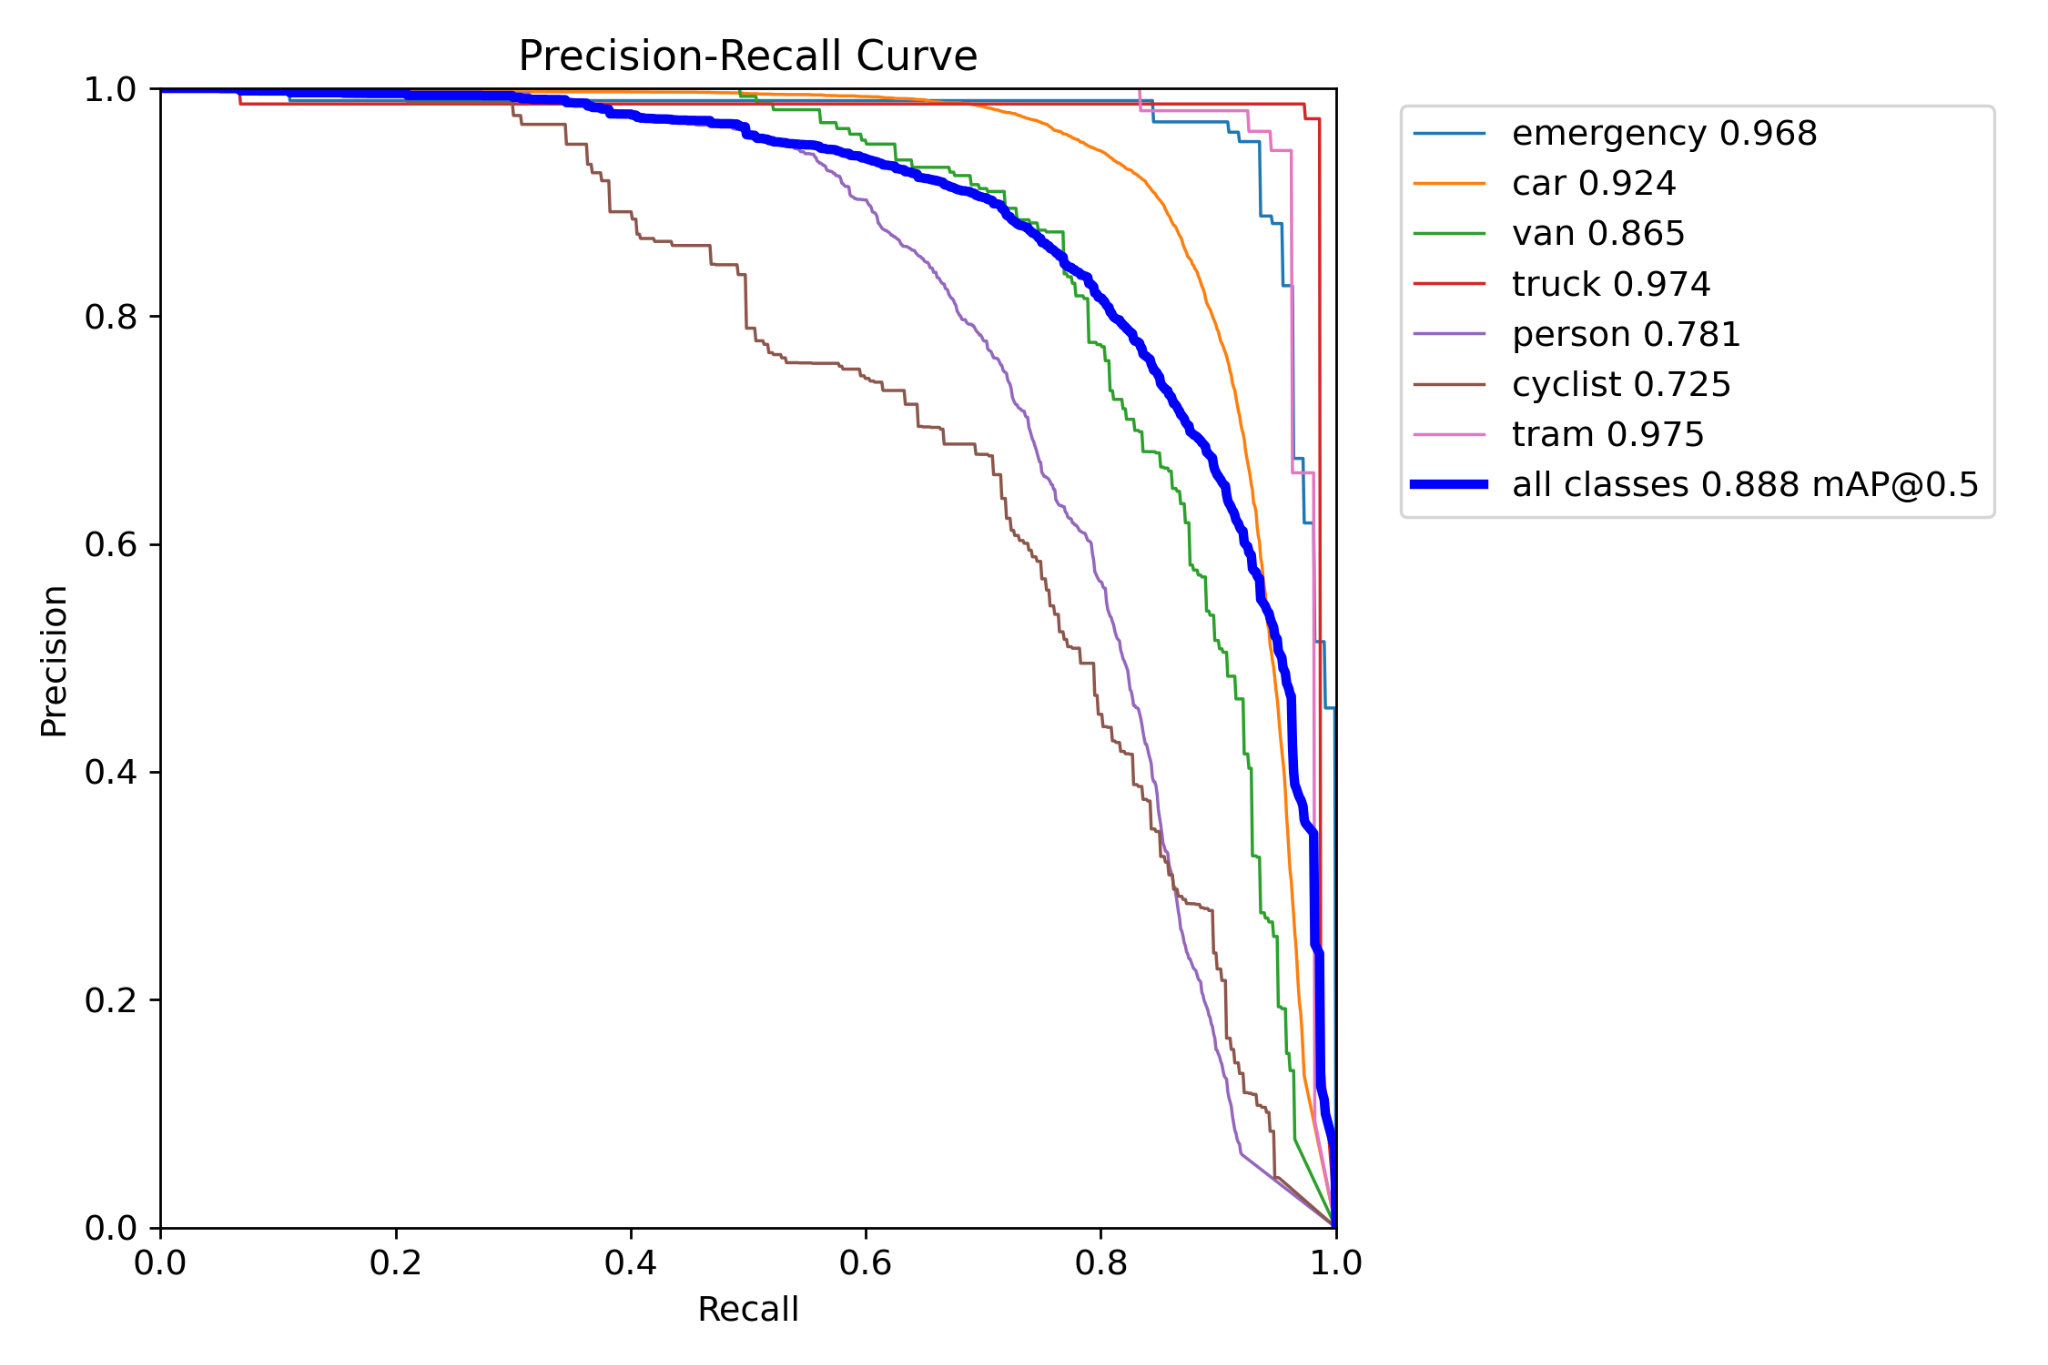 Precision-Recall Curve
1.0
0.8
0.6
0.4
0.2
0.0
Precision
0.0 0.2 0.4 0.6 0.8 1.0
Recall
emergency 0.968
car 0.924
van 0.865
truck 0.974
person 0.781
cyclist 0.725
tram 0.975
all classes 0.888 mAP@0.5